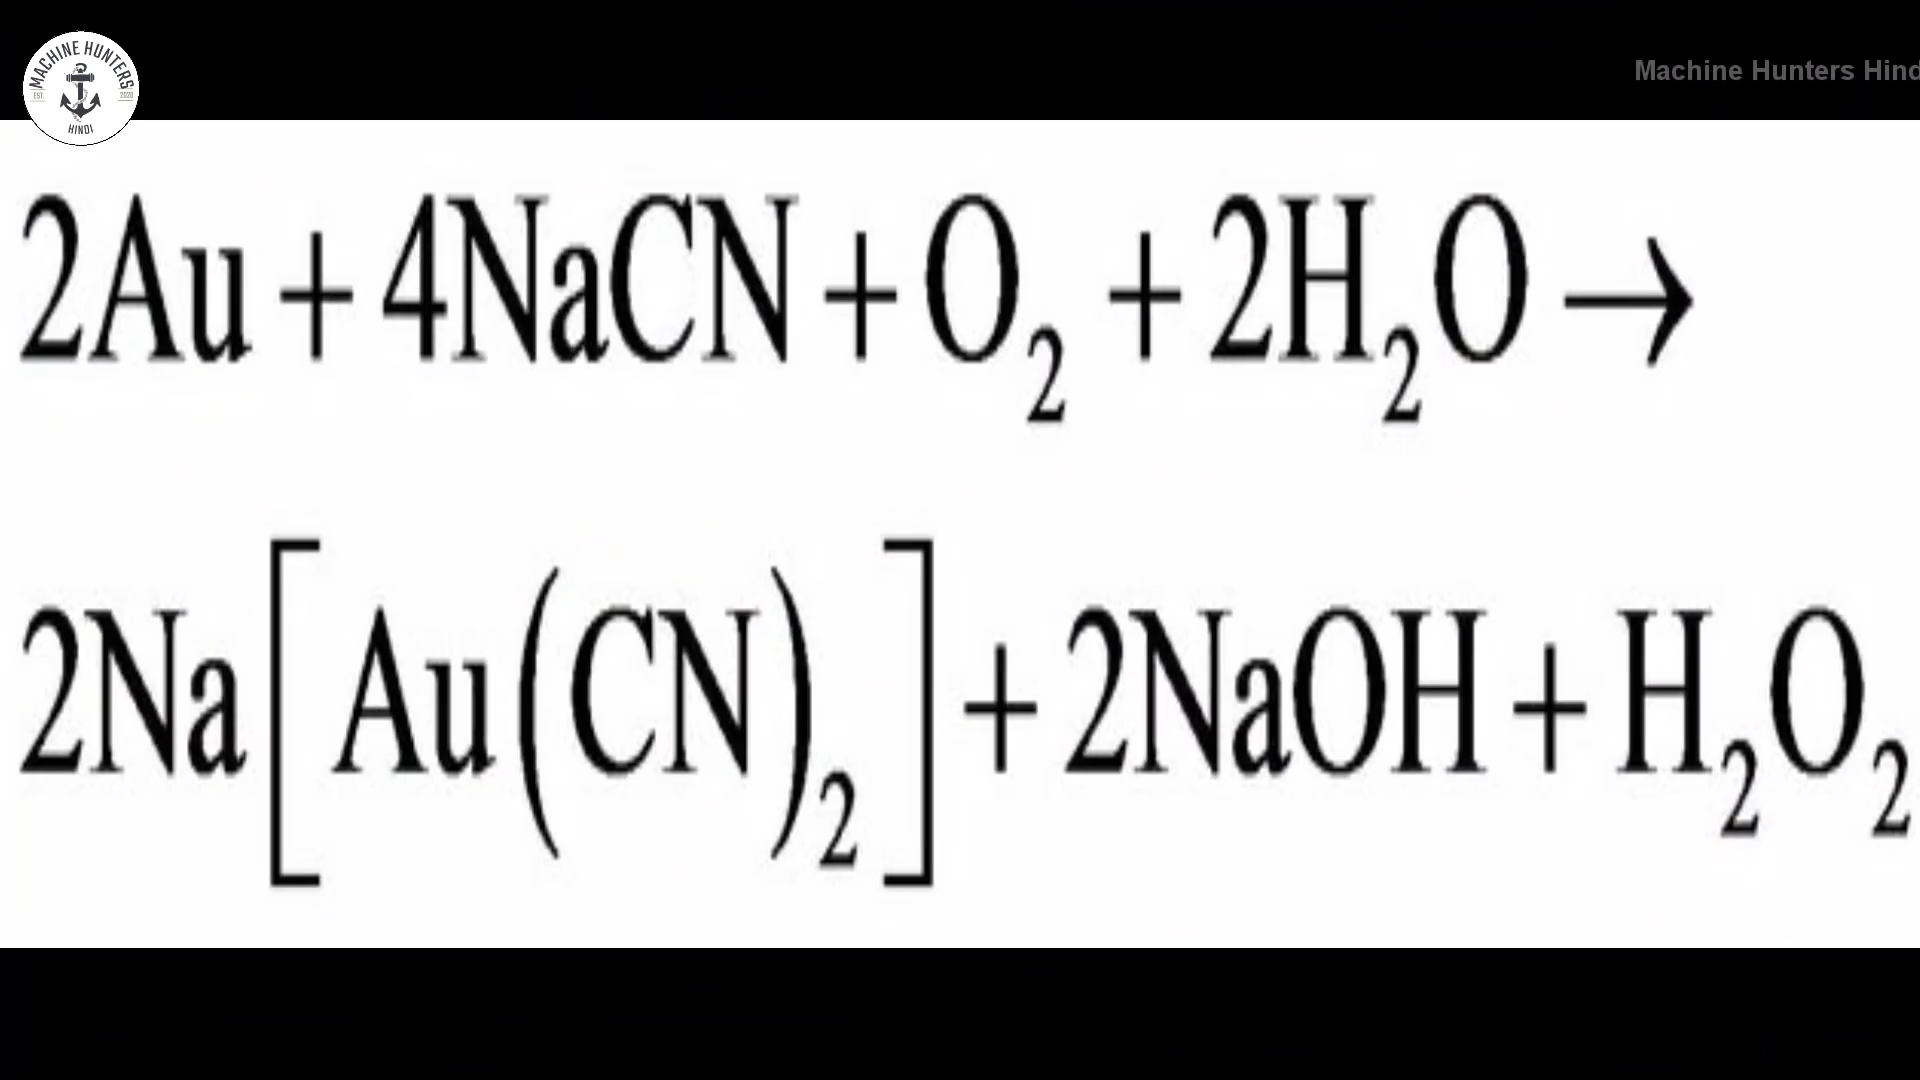 MACHINE HUNTERS
EST. 2020
HINDI
Machine Hunters Hind
2Au + 4NaCN + O₂ + 2H₂O →
2Na[Au(CN)₂] + 2NaOH + H₂O₂